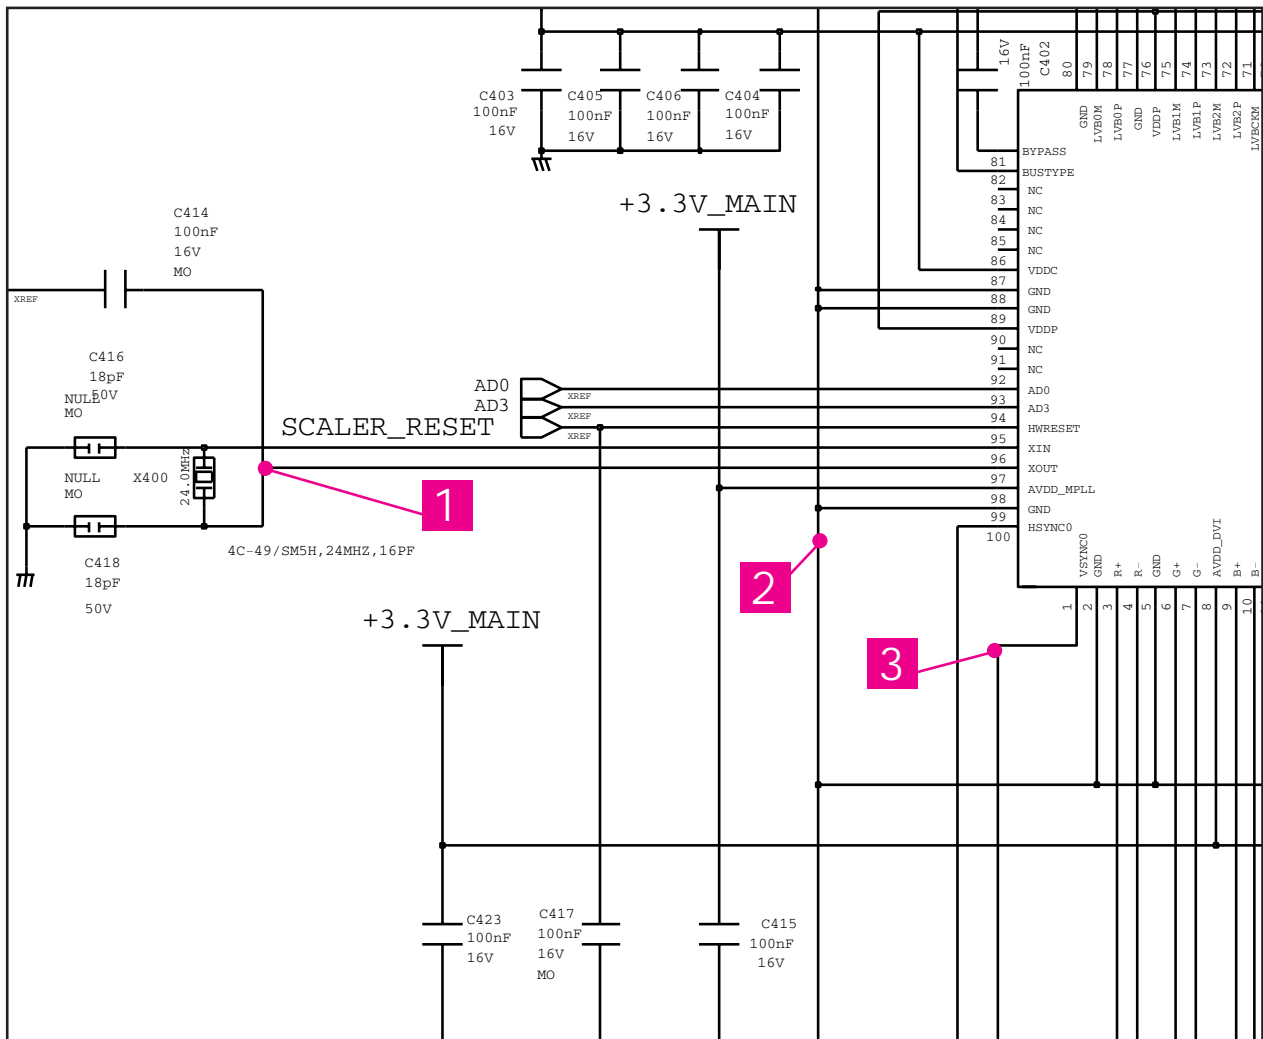 C403
100nF
16V
C405
100nF
16V
C406
100nF
16V
C404
100nF
16V
16V
100nF
C402
80
79
78
77
76
75
74
73
72
71
GND
LVB0M
LVB0P
GND
VDDP
LVB1M
LVB1P
LVB2M
LVB2P
LVBCKM
BYPASS
81
BUSTYPE
82
NC
83
NC
84
NC
85
NC
86
VDDC
87
GND
88
GND
89
VDDP
90
NC
91
NC
92
AD0
93
AD3
94
HWRESET
95
XIN
96
XOUT
97
AVDD_MPLL
98
GND
99
HSYNC0
100
+3.3V_MAIN
C414
100nF
16V
MO
XREF
C416
18pF
50V
NULL
MO
AD0
XREF
AD3
XREF
SCALER_RESET
XREF
NULL
MO
X400
24.0MHz
1
4C-49/SM5H,24MHZ,16PF
C418
18pF
50V
2
3
VSYNC0
GND
R+
R-
GND
G+
G-
AVDD_DVI
B+
B-
1
2
3
4
5
6
7
8
9
10
+3.3V_MAIN
C423
100nF
16V
C417
100nF
16V
MO
C415
100nF
16V